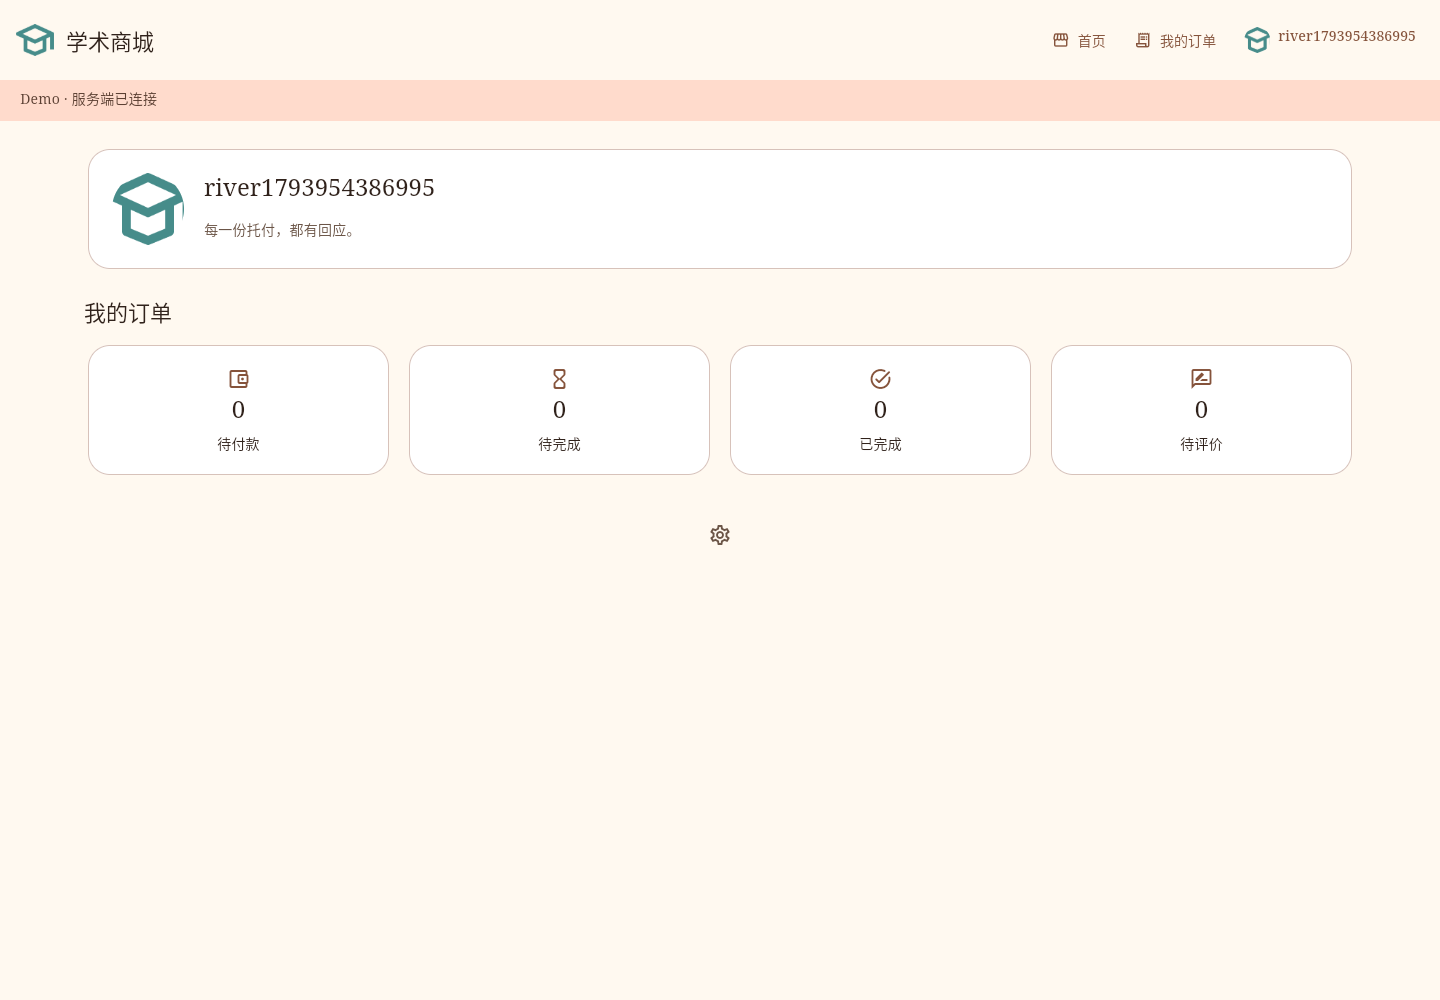 学术商城
首页
我的订单
river1793954386995
Demo · 服务端已连接
river1793954386995
每一份托付，都有回应。
我的订单
0
待付款
0
待完成
0
已完成
0
待评价